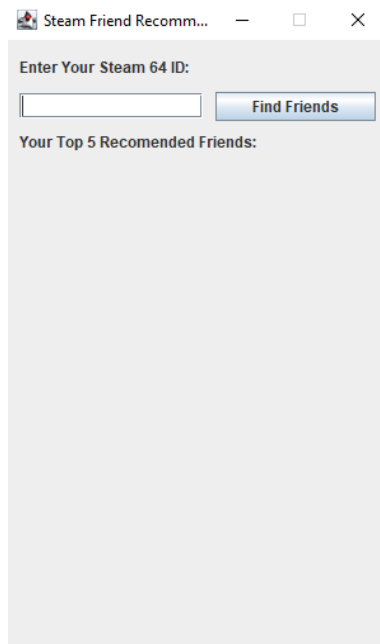 Steam Friend Recomm...
Enter Your Steam 64 ID:
Find Friends
Your Top 5 Recomended Friends: